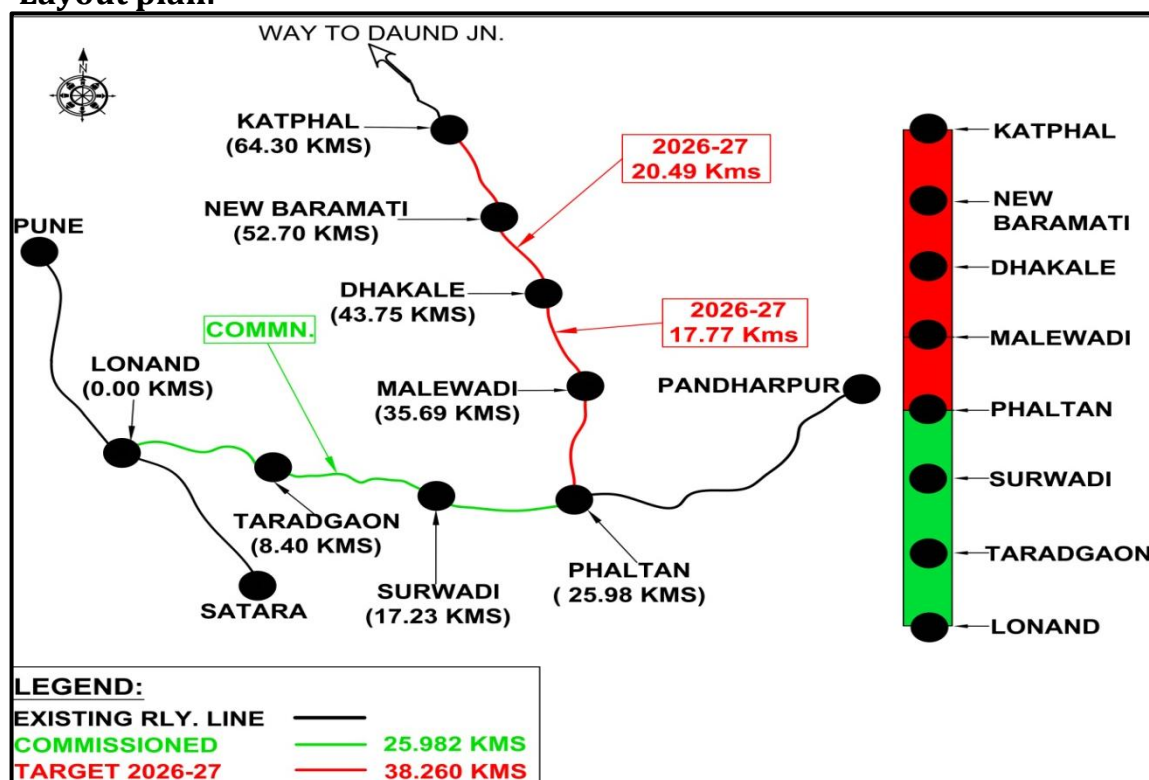 Layout plan:
WAY TO DAUND JN.
N
KATPHAL
(64.30 KMS)
2026-27
20.49 Kms
NEW BARAMATI
(52.70 KMS)
PUNE
DHAKALE
(43.75 KMS)
2026-27
17.77 Kms
COMMN.
LONAND
(0.00 KMS)
MALEWADI
(35.69 KMS)
PANDHARPUR
TARADGAON
(8.40 KMS)
SATARA
SURWADI
(17.23 KMS)
PHALTAN
( 25.98 KMS)
KATPHAL
NEW
BARAMATI
DHAKALE
MALEWADI
PHALTAN
SURWADI
TARADGAON
LONAND
LEGEND:
EXISTING RLY. LINE
COMMISSIONED 25.982 KMS
TARGET 2026-27 38.260 KMS